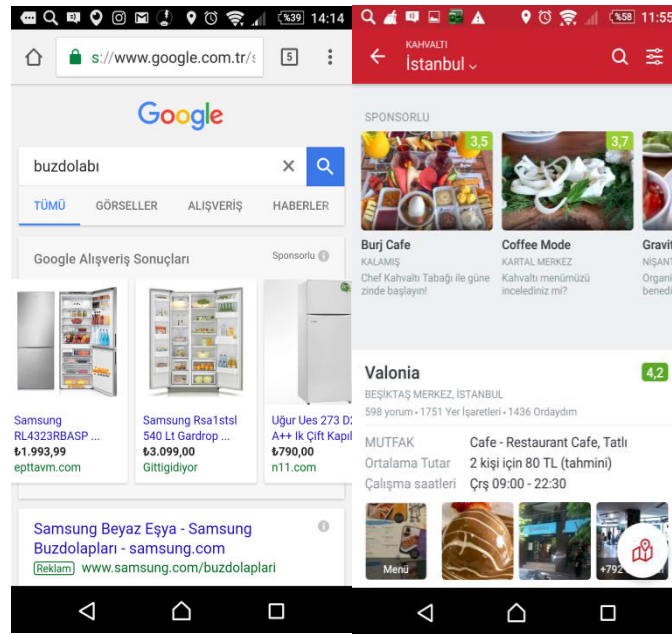 %39 14:14
s://www.google.com.tr/s
5
Google
buzdolabı
TÜMÜ GÖRSELLER ALIŞVERİŞ HABERLER
Google Alışveriş Sonuçları Sponsorlu
Samsung
RL4323RBASP ...
₺1.993,99
epttavm.com
Samsung Rsa1stsl
540 Lt Gardrop ...
₺3.099,00
Gittigidiyor
Uğur Ues 273 D
A++ Ik Çift Kapıl
₺790,00
n11.com
Samsung Beyaz Eşya - Samsung
Buzdolapları - samsung.com
Reklam www.samsung.com/buzdolaplari
%58 11:55
KAHVALTI
İstanbul
SPONSORLU
3,5
Burj Cafe
KALAMIŞ
Chef Kahvaltı Tabağı ile güne
zinde başlayın!
3,7
Coffee Mode
KARTAL MERKEZ
Kahvaltı menümüzü
incelediniz mi?
Gravit
NİŞANT
Organi
benedi
Valonia 4,2
BEŞİKTAŞ MERKEZ, İSTANBUL
598 yorum • 1751 Yer İşaretleri • 1436 Ordaydım
MUTFAK Cafe - Restaurant Cafe, Tatlı
Ortalama Tutar 2 kişi için 80 TL (tahmini)
Çalışma saatleri Çrş 09:00 - 22:30
Menü
+792